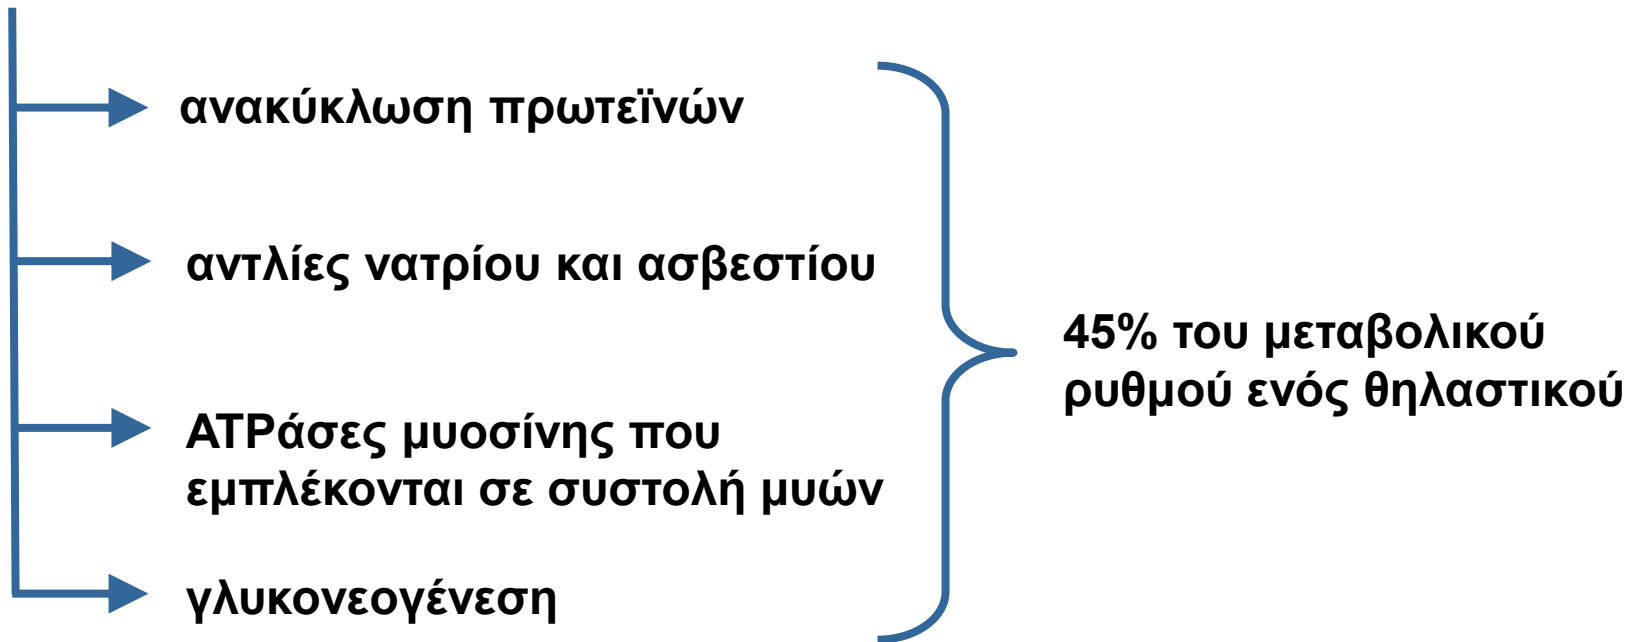 ανακύκλωση πρωτεϊνών
αντλίες νατρίου και ασβεστίου
ATPάσες μυοσίνης που
εμπλέκονται σε συστολή μυών
γλυκονεογένεση
45% του μεταβολικού
ρυθμού ενός θηλαστικού